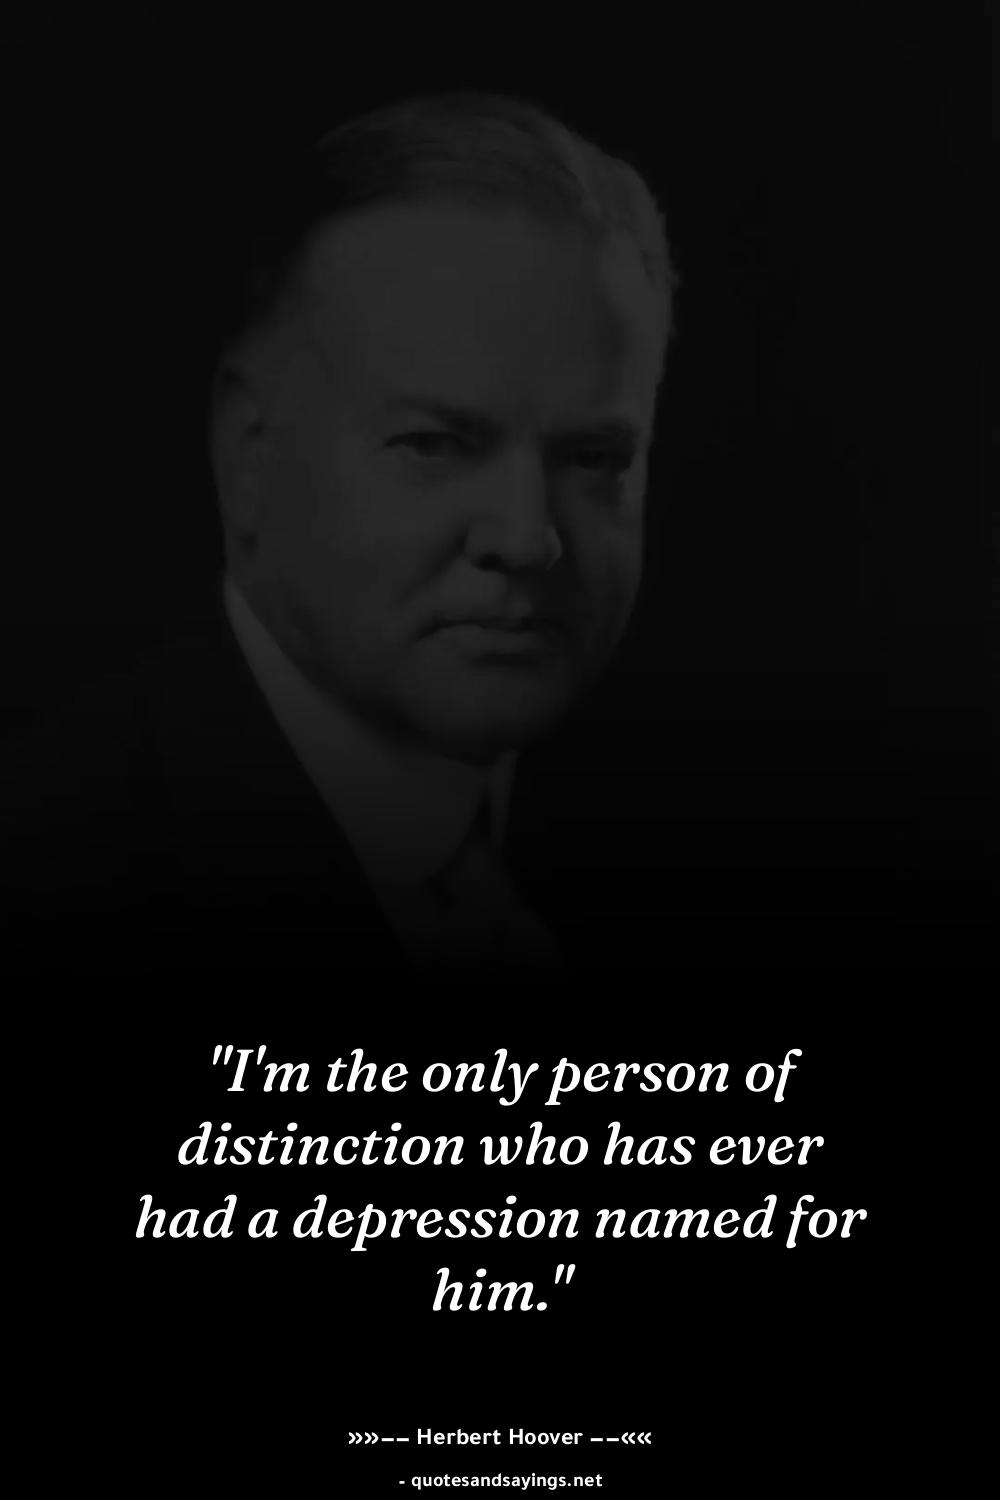 "I'm the only person of
distinction who has ever
had a depression named for
him."
»»−− Herbert Hoover −−««
- quotesandsayings.net